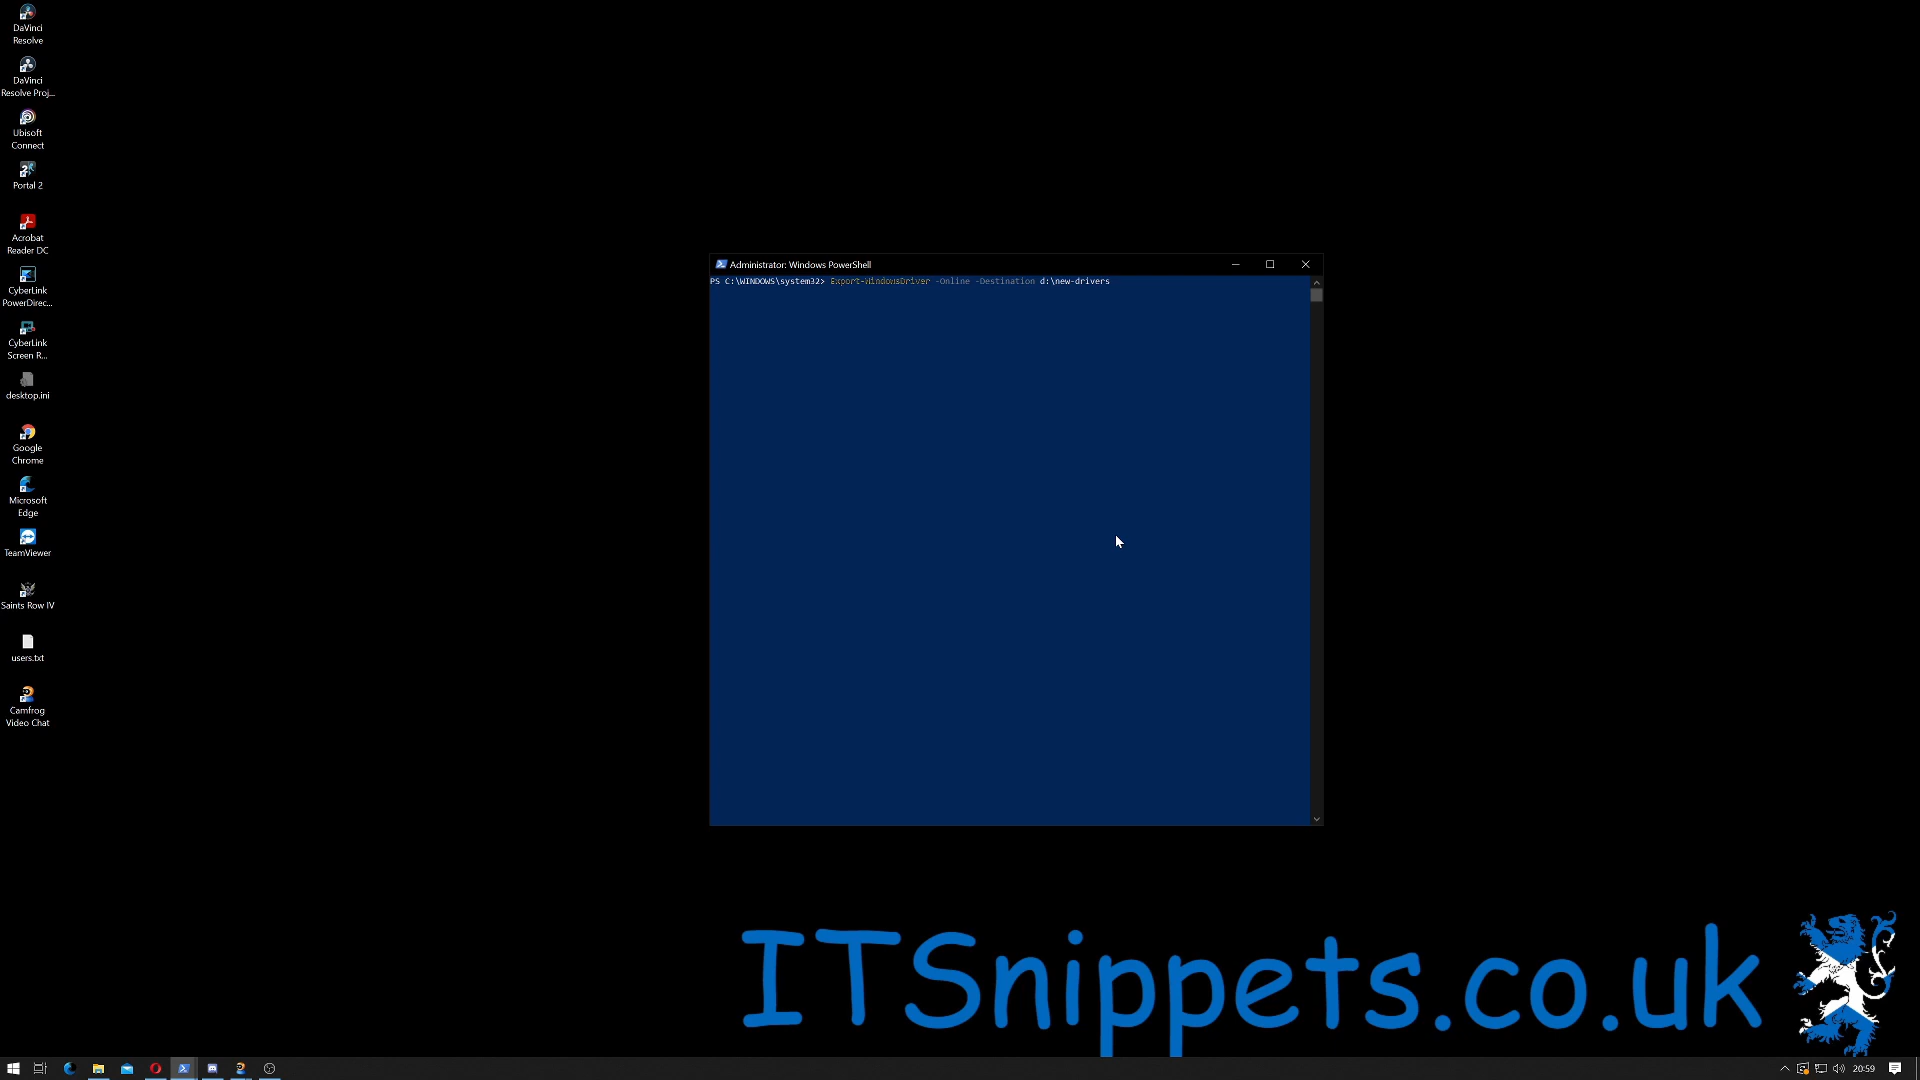 DaVinci
Resolve
DaVinci
Resolve Proj...
Ubisoft
Connect
Portal 2
Acrobat
Reader DC
CyberLink
PowerDirec...
CyberLink
Screen R...
desktop.ini
Google
Chrome
Microsoft
Edge
TeamViewer
Saints Row IV
users.txt
Camfrog
Video Chat
Administrator: Windows PowerShell
PS C:\WINDOWS\system32> Export-WindowsDriver -Online -Destination d:\new-drivers
ITSnippets.co.uk
20:59